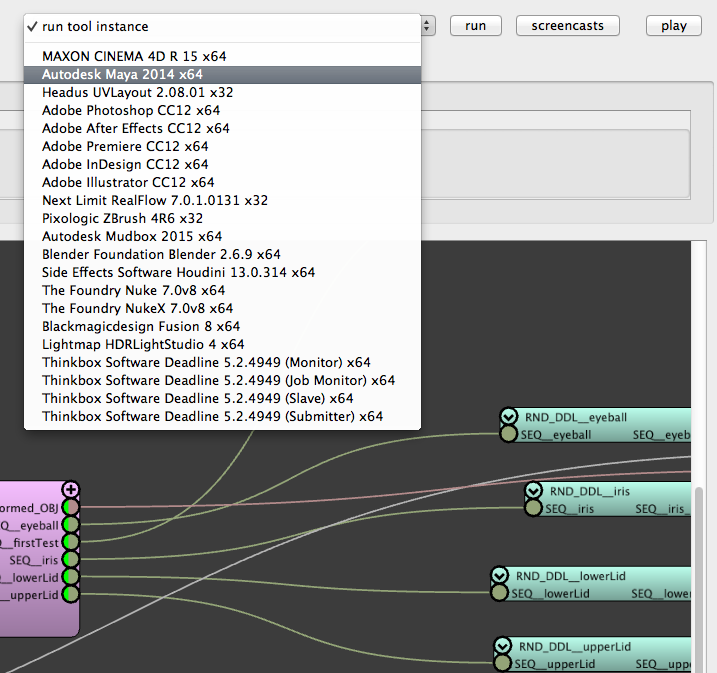 run tool instance
run
screencasts
play
MAXON CINEMA 4D R 15 x64
Autodesk Maya 2014 x64
Headus UVLayout 2.08.01 x32
Adobe Photoshop CC12 x64
Adobe After Effects CC12 x64
Adobe Premiere CC12 x64
Adobe InDesign CC12 x64
Adobe Illustrator CC12 x64
Next Limit RealFlow 7.0.1.0131 x32
Pixologic ZBrush 4R6 x32
Autodesk Mudbox 2015 x64
Blender Foundation Blender 2.6.9 x64
Side Effects Software Houdini 13.0.314 x64
The Foundry Nuke 7.0v8 x64
The Foundry NukeX 7.0v8 x64
Blackmagicdesign Fusion 8 x64
Lightmap HDRLightStudio 4 x64
Thinkbox Software Deadline 5.2.4949 (Monitor) x64
Thinkbox Software Deadline 5.2.4949 (Job Monitor) x64
Thinkbox Software Deadline 5.2.4949 (Slave) x64
Thinkbox Software Deadline 5.2.4949 (Submitter) x64
ormed_OBJ
Q__eyeball
__firstTest
SEQ__iris
__lowerLid
__upperLid
RND_DDL__eyeball
SEQ__eyeball SEQ__eyeb
RND_DDL__iris
SEQ__iris SEQ__iris_
RND_DDL__lowerLid
SEQ__lowerLid SEQ__lower
RND_DDL__upperLid
SEQ__upperLid SEQ__upp